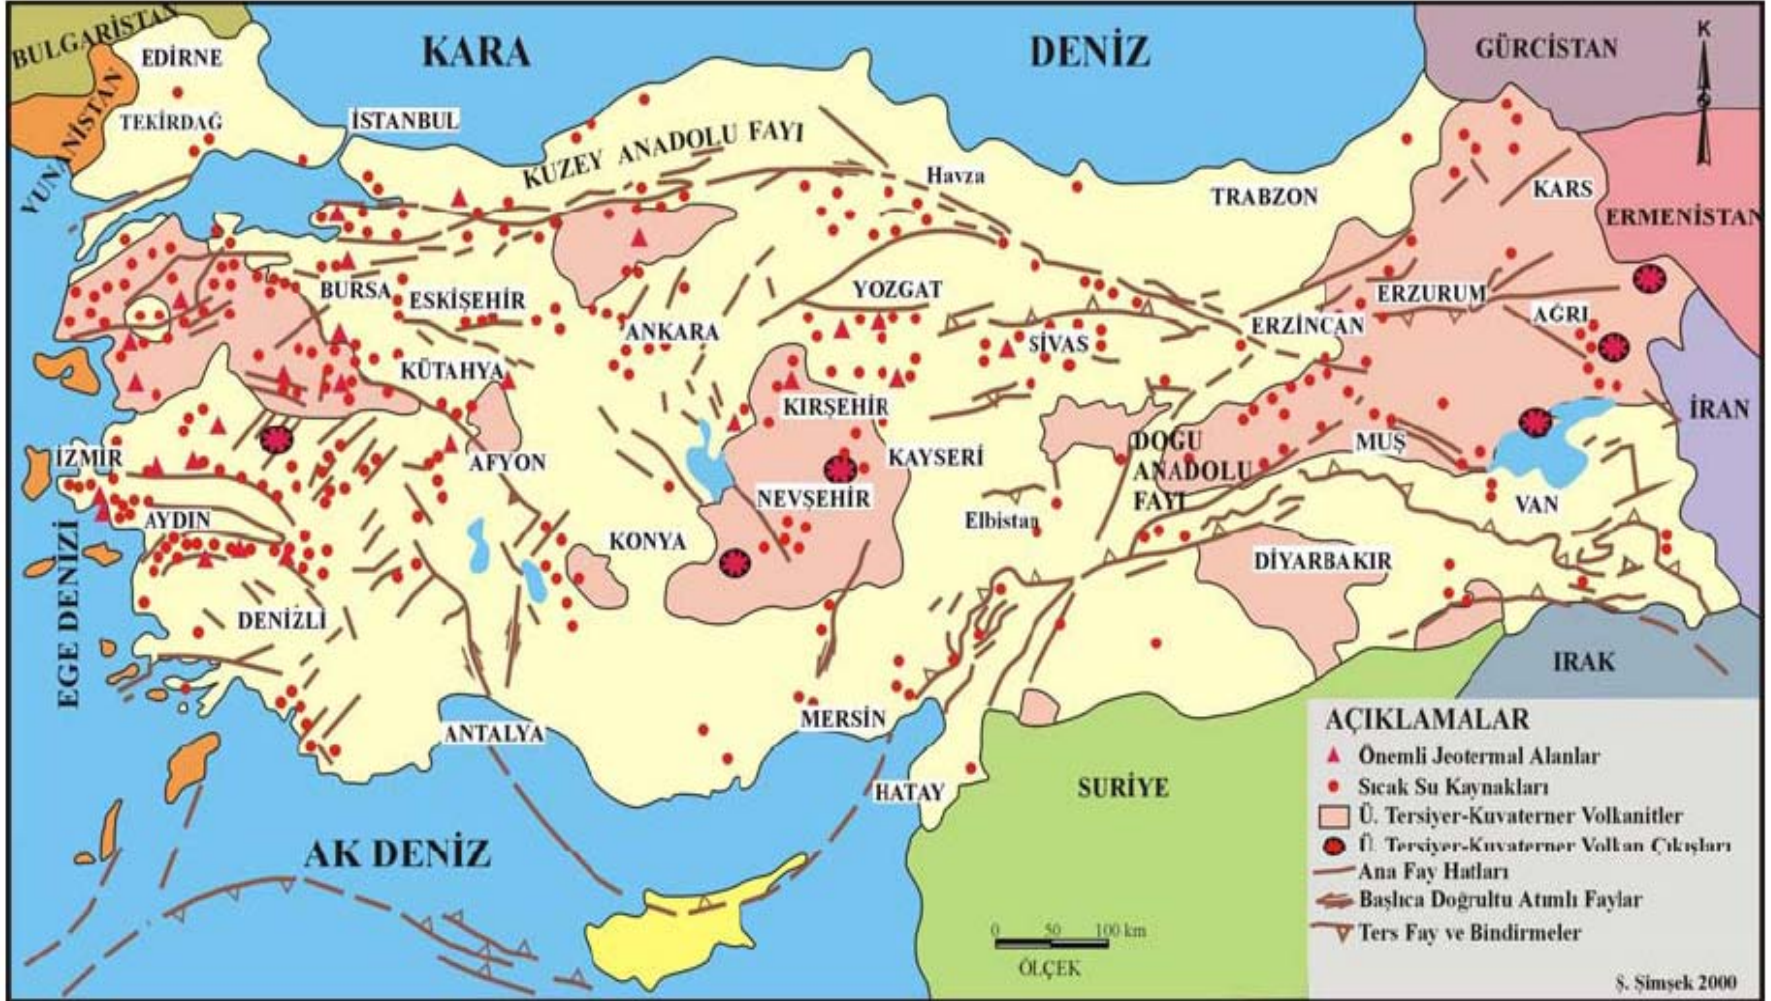 BULGARİSTAN
EDİRNE
KARA
DENİZ
GÜRCİSTAN
K
YUNANİSTAN
TEKİRDAĞ
İSTANBUL
KUZEY ANADOLU FAYI
Havza
TRABZON
KARS
ERMENİSTAN
BURSA
ESKİŞEHİR
ANKARA
YOZGAT
SİVAS
ERZİNCAN
ERZURUM
AĞRI
KÜTAHYA
KIRŞEHİR
İRAN
İZMİR
AFYON
KAYSERİ
DOĞU
ANADOLU
FAYI
MUŞ
NEVŞEHİR
VAN
AYDIN
KONYA
Elbistan
DİYARBAKIR
EGE DENİZİ
DENİZLİ
IRAK
ANTALYA
MERSİN
HATAY
SURİYE
AK DENİZ
AÇIKLAMALAR
Önemli Jeotermal Alanlar
Sıcak Su Kaynakları
Ü. Tersiyer-Kuvaterner Volkanitler
Ü. Tersiyer-Kuvaterner Volkan Çıkışları
Ana Fay Hatları
Başlıca Doğrultu Atımlı Faylar
Ters Fay ve Bindirmeler
0 50 100 km
ÖLÇEK
Ş. Şimşek 2000